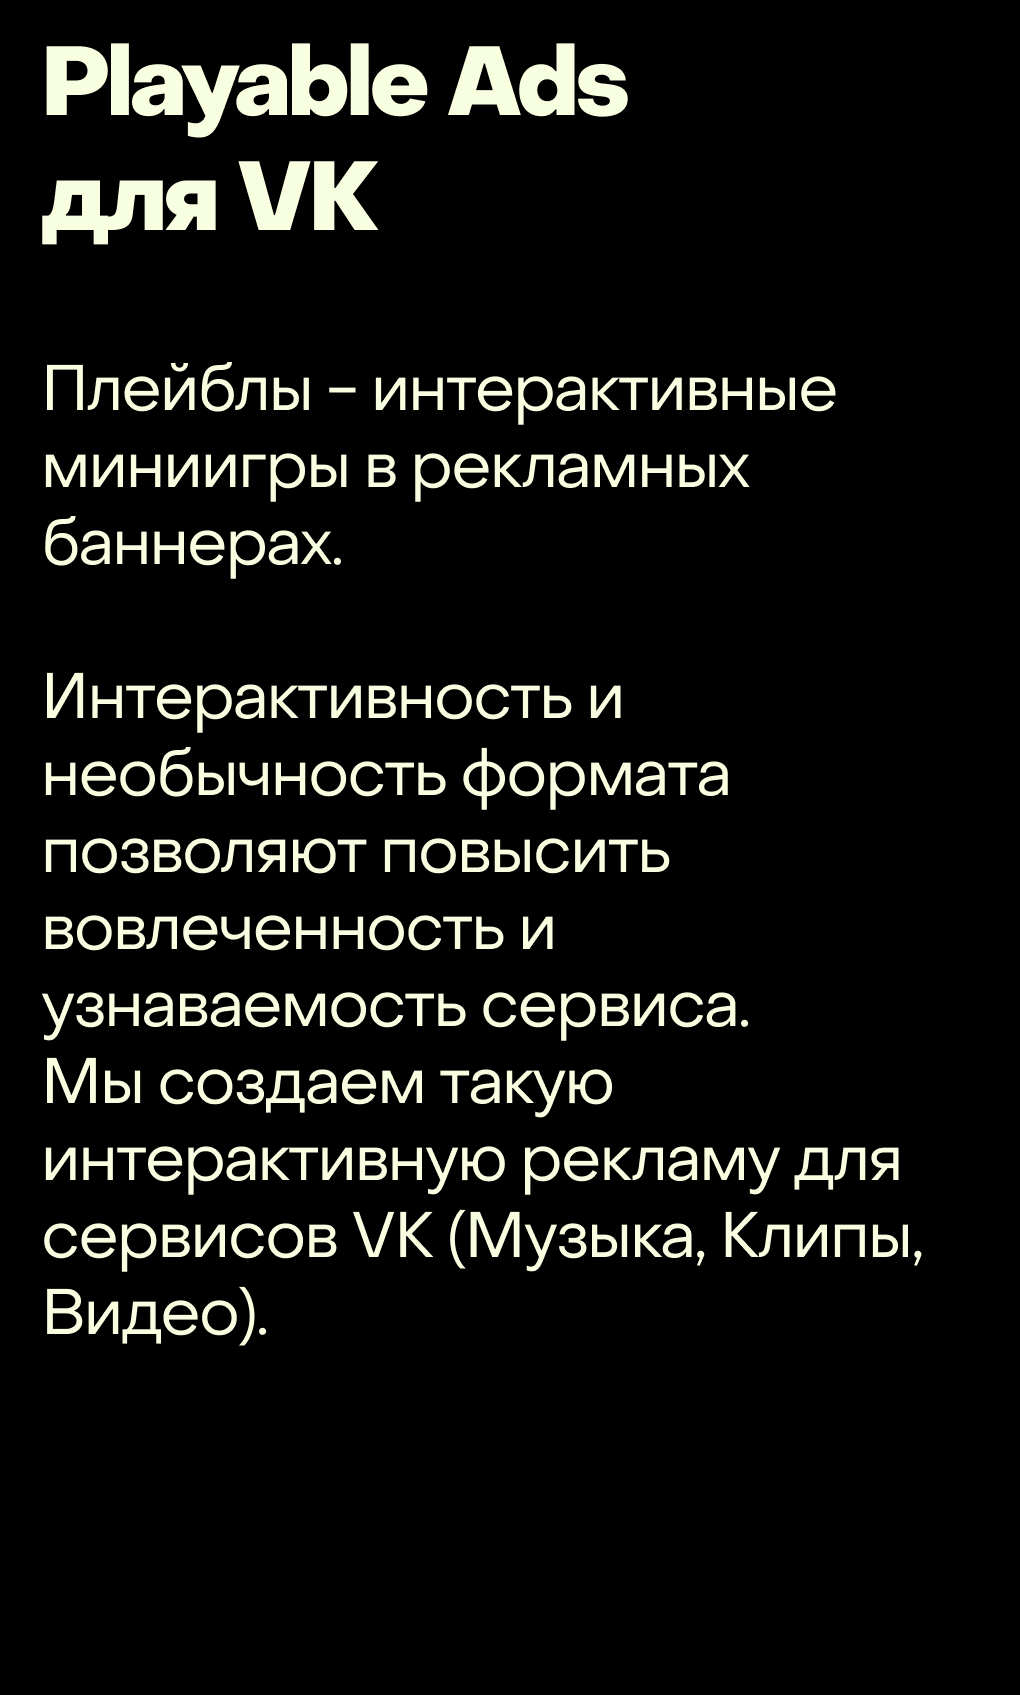 Playable Ads
для VK
Плейблы – интерактивные
миниигры в рекламных
баннерах.
Интерактивность и
необычность формата
позволяют повысить
вовлеченность и
узнаваемость сервиса.
Мы создаем такую
интерактивную рекламу для
сервисов VK (Музыка, Клипы,
Видео).